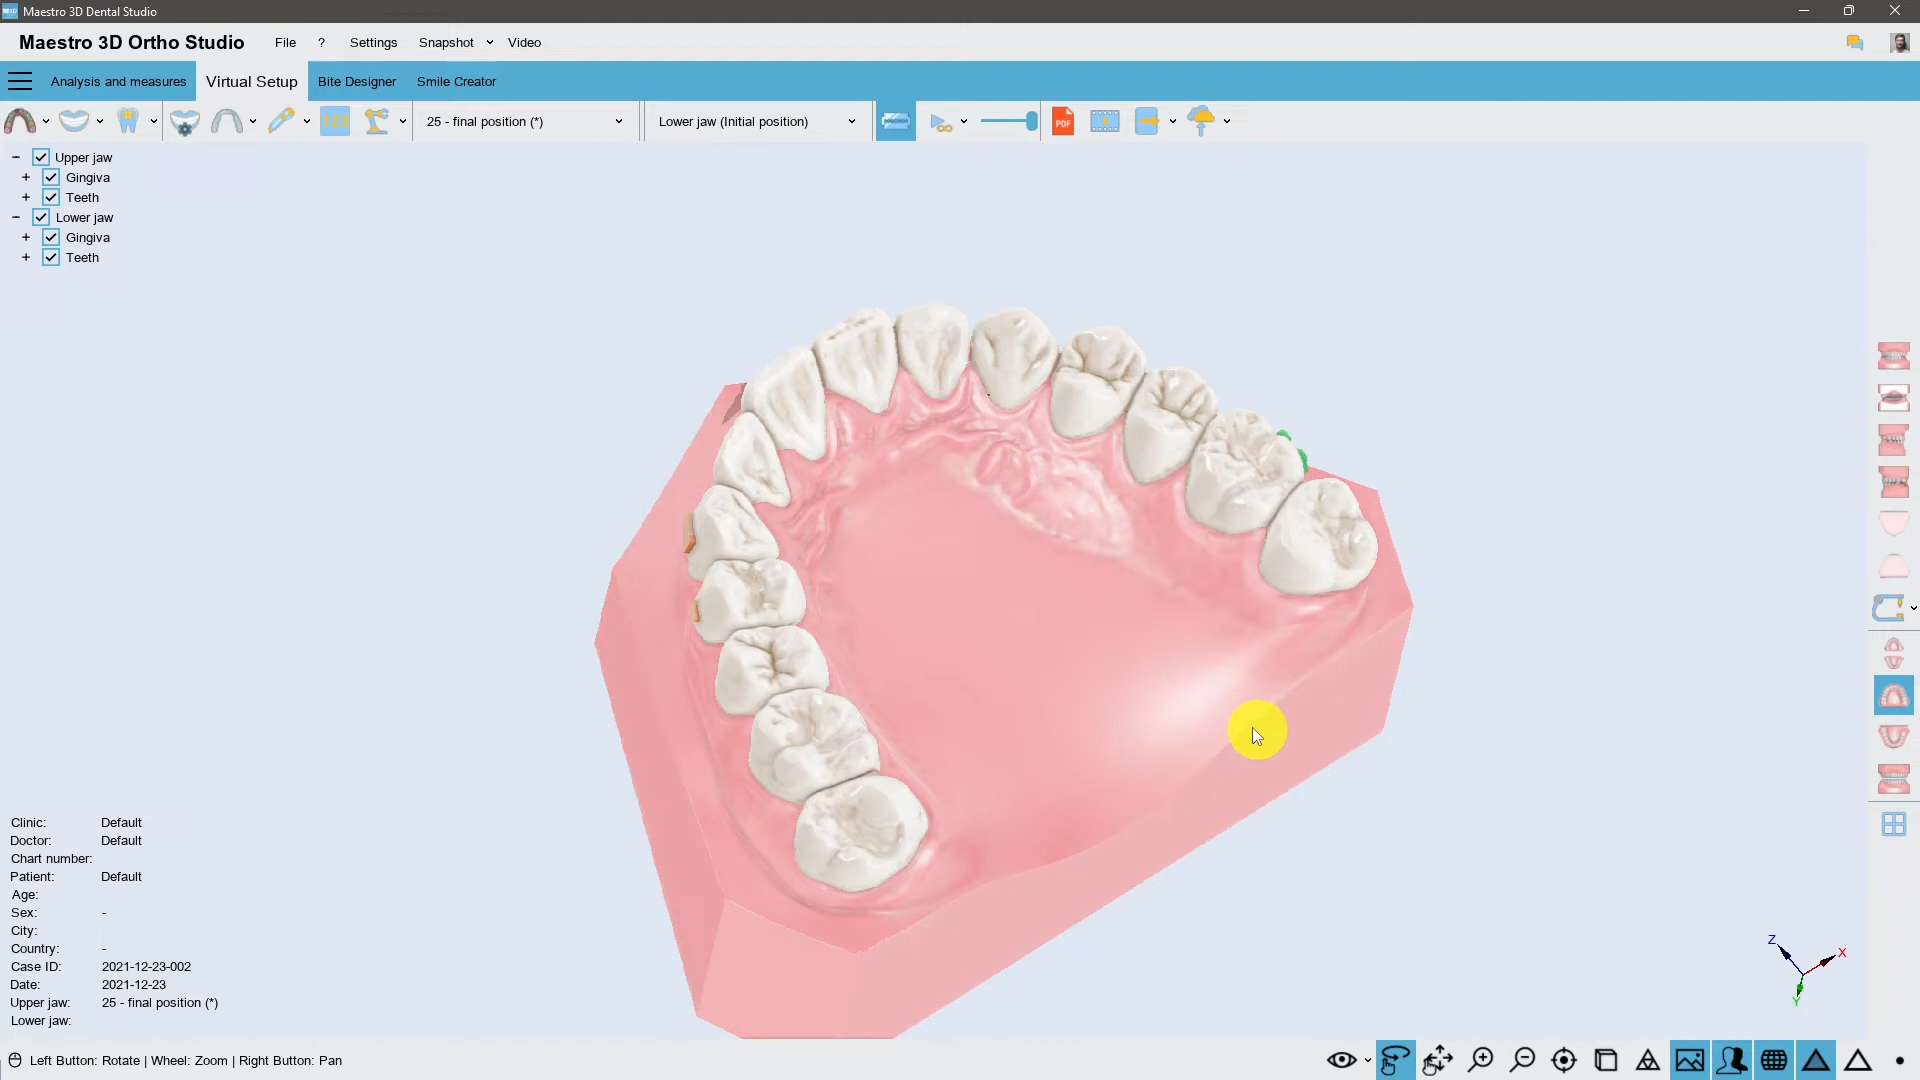 Maestro 3D Dental Studio
Maestro 3D Ortho Studio
File
?
Settings
Snapshot
Video
Analysis and measures
Virtual Setup
Bite Designer
Smile Creator
123
25 - final position (*)
Lower jaw (Initial position)
PDF
Upper jaw
Gingiva
Teeth
Lower jaw
Gingiva
Teeth
Clinic: Default
Doctor: Default
Chart number:
Patient: Default
Age:
Sex: -
City:
Country: -
Case ID: 2021-12-23-002
Date: 2021-12-23
Upper jaw: 25 - final position (*)
Lower jaw:
Z
X
Y
Left Button: Rotate | Wheel: Zoom | Right Button: Pan